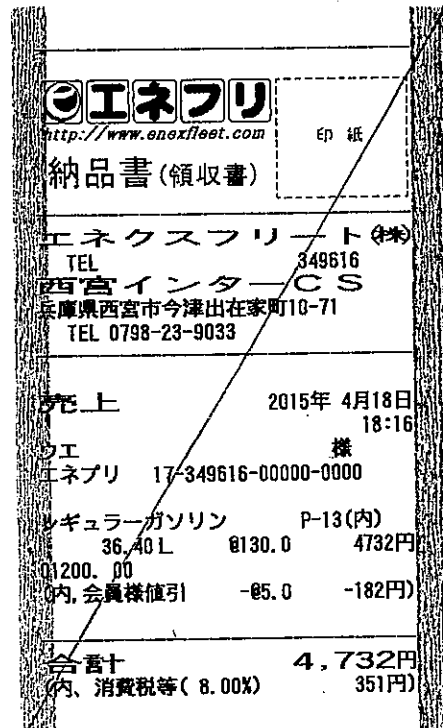 エネフリ
http://www.enexfleet.com
印 紙
納品書(領収書)
エネクスフリート㈱
TEL 349616
西宮インターCS
兵庫県西宮市今津出在家町10-71
TEL 0798-23-9033
売上 2015年 4月18日
18:16
ウエ 様
エネプリ 17-349616-00000-0000
レギュラーガソリン P-13(内)
36.40L @130.0 4732円
01200. 00
(内,会員様値引 -@5.0 -182円)
合計 4,732円
(内、消費税等( 8.00%) 351円)